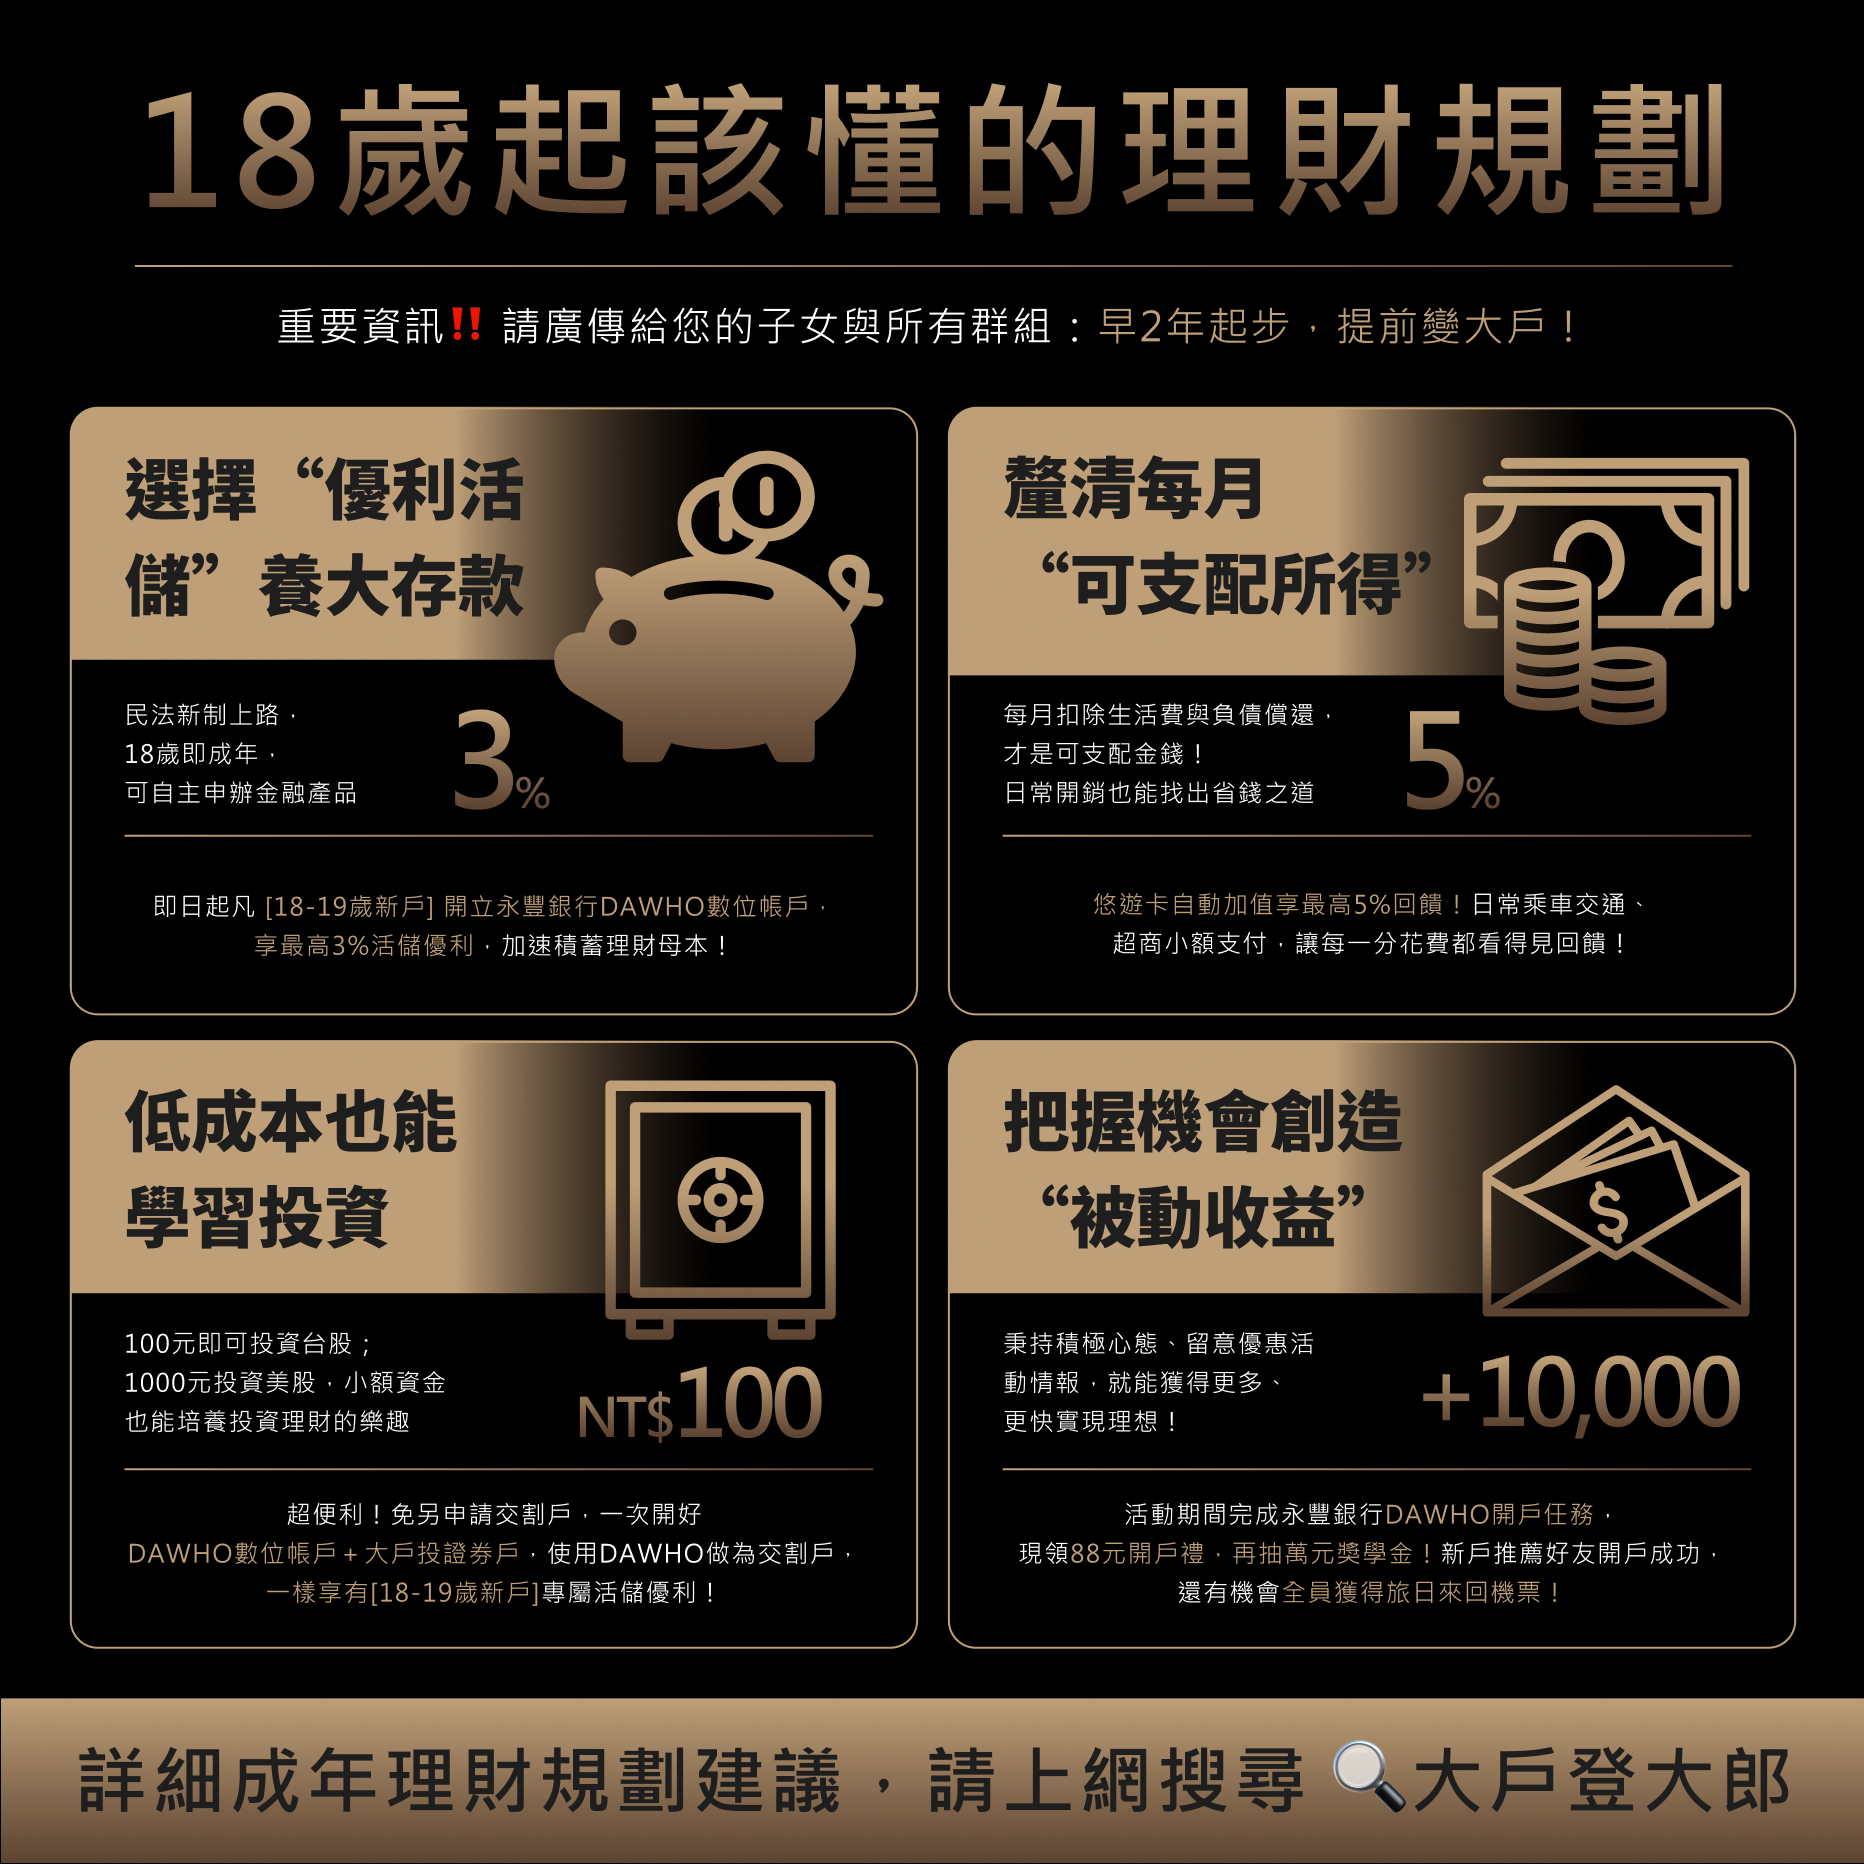 18歲起該懂的理財規劃
重要資訊‼ 請廣傳給您的子女與所有群組：早2年起步，提前變大戶！
選擇“優利活
儲”養大存款
民法新制上路，
18歲即成年，
可自主申辦金融產品
3%
即日起凡 [18-19歲新戶] 開立永豐銀行DAWHO數位帳戶，
享最高3%活儲優利，加速積蓄理財母本！
釐清每月
“可支配所得”
每月扣除生活費與負債償還，
才是可支配金錢！
日常開銷也能找出省錢之道
5%
悠遊卡自動加值享最高5%回饋！日常乘車交通、
超商小額支付，讓每一分花費都看得見回饋！
低成本也能
學習投資
100元即可投資台股；
1000元投資美股，小額資金
也能培養投資理財的樂趣
NT$100
超便利！免另申請交割戶，一次開好
DAWHO數位帳戶+大戶投證券戶，使用DAWHO做為交割戶，
一樣享有[18-19歲新戶]專屬活儲優利！
把握機會創造
“被動收益”
$
秉持積極心態、留意優惠活
動情報，就能獲得更多、
更快實現理想！
+10,000
活動期間完成永豐銀行DAWHO開戶任務，
現領88元開戶禮，再抽萬元獎學金！新戶推薦好友開戶成功，
還有機會全員獲得旅日來回機票！
詳細成年理財規劃建議，請上網搜尋🔍大戶登大郎